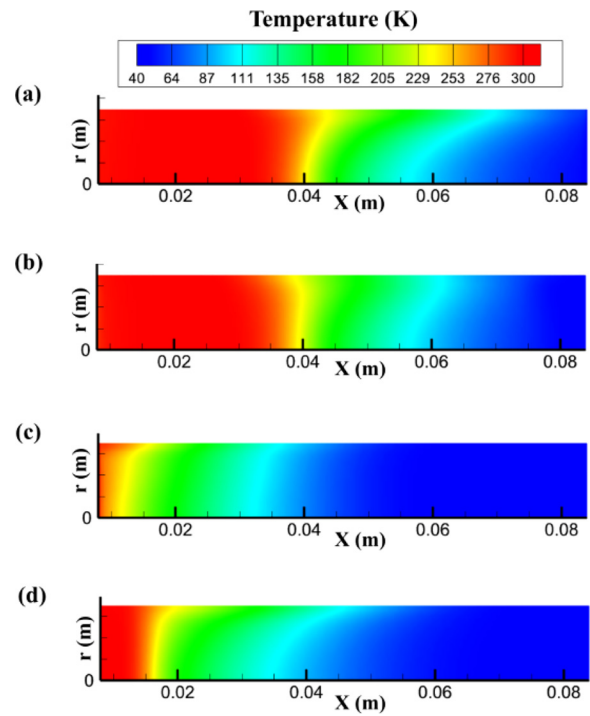 Temperature (K)
40 64 87 111 135 158 182 205 229 253 276 300
(a)
r (m)
0
0.02 0.04 0.06 0.08
X (m)
(b)
r (m)
0
0.02 0.04 0.06 0.08
X (m)
(c)
r (m)
0
0.02 0.04 0.06 0.08
X (m)
(d)
r (m)
0
0.02 0.04 0.06 0.08
X (m)